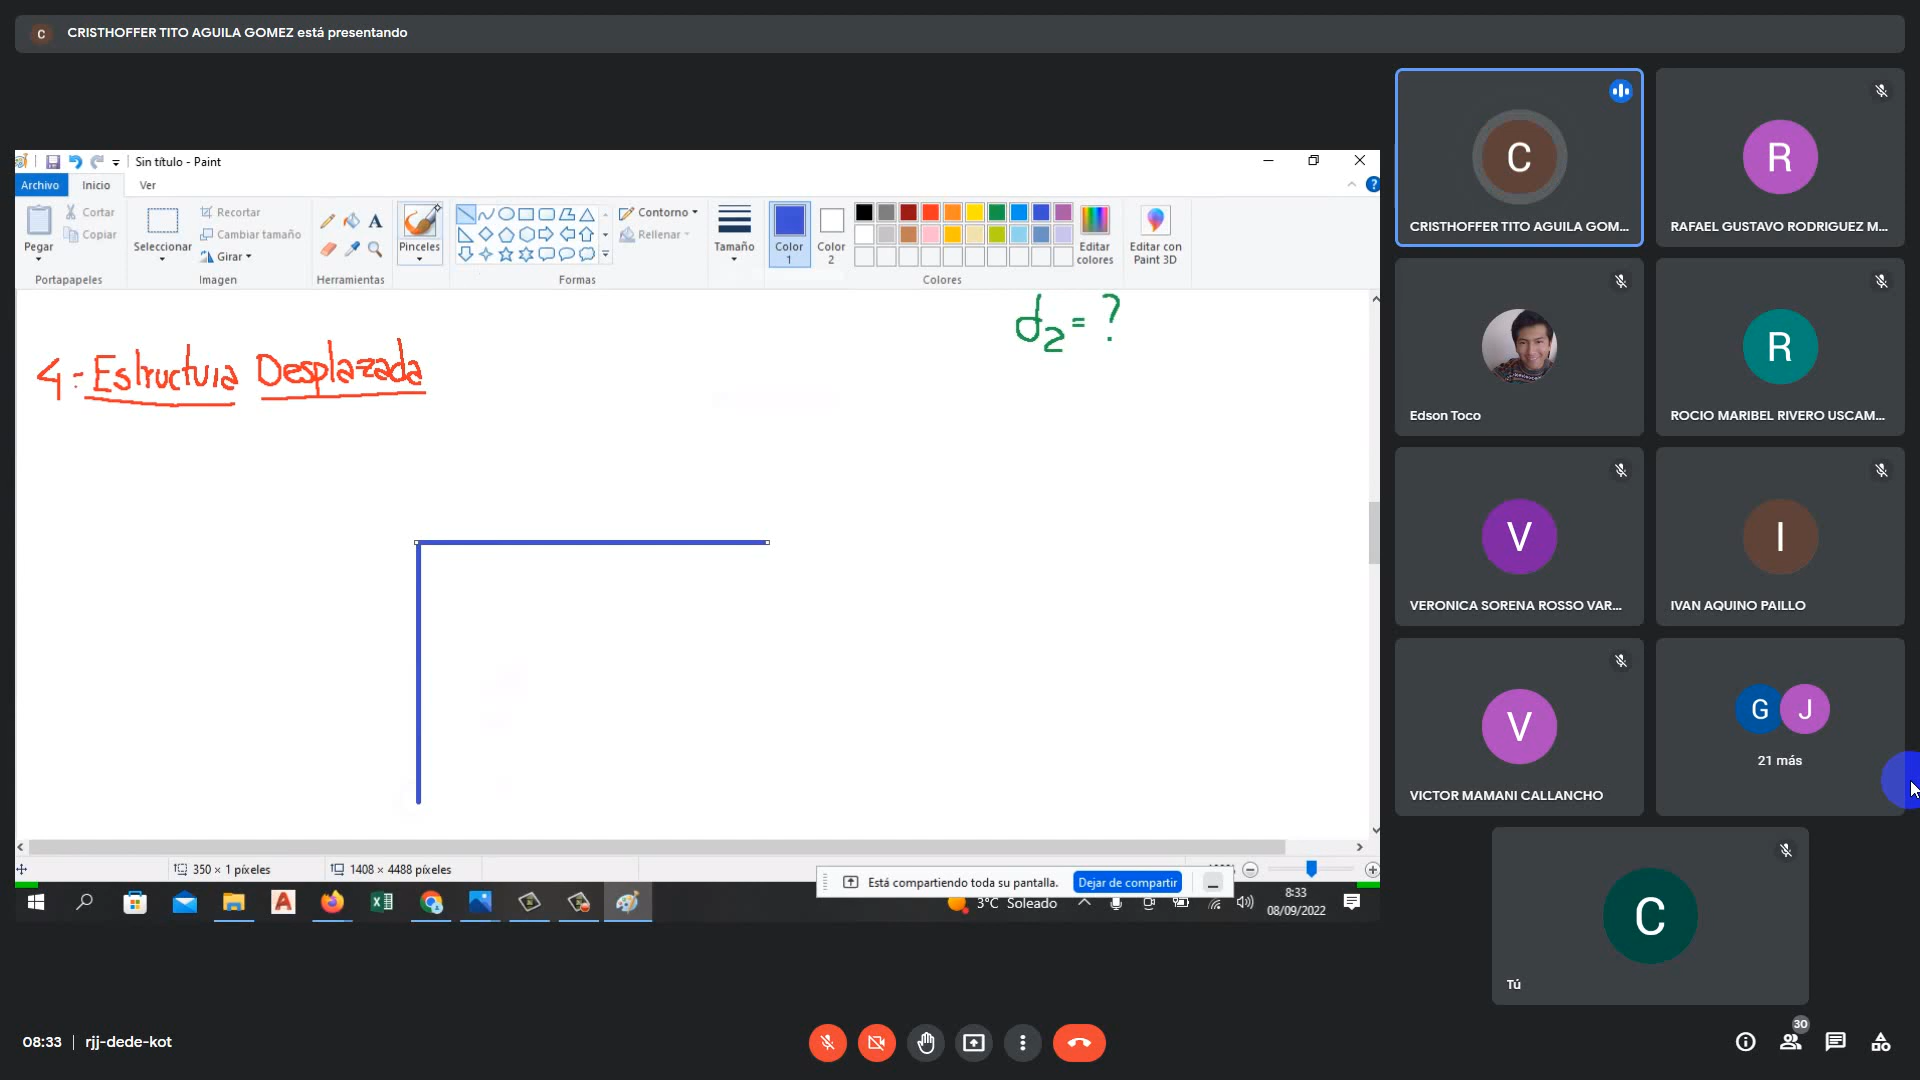 C CRISTHOFFER TITO AGUILA GOMEZ está presentando
Sin título - Paint
Archivo Inicio Ver
Pegar
Cortar
Copiar
Portapapeles
Seleccionar
Recortar
Cambiar tamaño
Girar
Imagen
A
Herramientas
Pinceles
Contorno
Rellenar
Formas
Tamaño
Color 1
Color 2
Editar colores
Editar con Paint 3D
Colores
d2 = ?
4.- Estructura Desplazada
350 × 1 píxeles
1408 × 4488 píxeles
Está compartiendo toda su pantalla. Dejar de compartir
3°C Soleado
8:33
08/09/2022
C
CRISTHOFFER TITO AGUILA GOM...
R
RAFAEL GUSTAVO RODRIGUEZ M...
Edson Toco
R
ROCIO MARIBEL RIVERO USCAM...
V
VERONICA SORENA ROSSO VAR...
I
IVAN AQUINO PAILLO
V
VICTOR MAMANI CALLANCHO
G J
21 más
C
Tú
08:33 | rjj-dede-kot
30